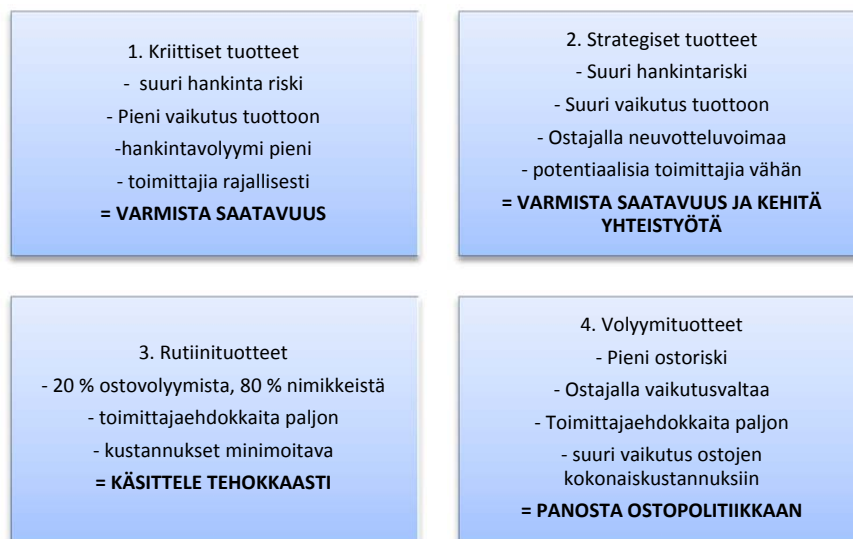 1. Kriittiset tuotteet
- suuri hankinta riski
- Pieni vaikutus tuottoon
-hankintavolyymi pieni
- toimittajia rajallisesti
= VARMISTA SAATAVUUS
2. Strategiset tuotteet
- Suuri hankintariski
- Suuri vaikutus tuottoon
- Ostajalla neuvotteluvoimaa
- potentiaalisia toimittajia vähän
= VARMISTA SAATAVUUS JA KEHITÄ
YHTEISTYÖTÄ
3. Rutiinituotteet
- 20 % ostovolyymista, 80 % nimikkeistä
- toimittajaehdokkaita paljon
- kustannukset minimoitava
= KÄSITTELE TEHOKKAASTI
4. Volyymituotteet
- Pieni ostoriski
- Ostajalla vaikutusvaltaa
- Toimittajaehdokkaita paljon
- suuri vaikutus ostojen
kokonaiskustannuksiin
= PANOSTA OSTOPOLITIIKKAAN